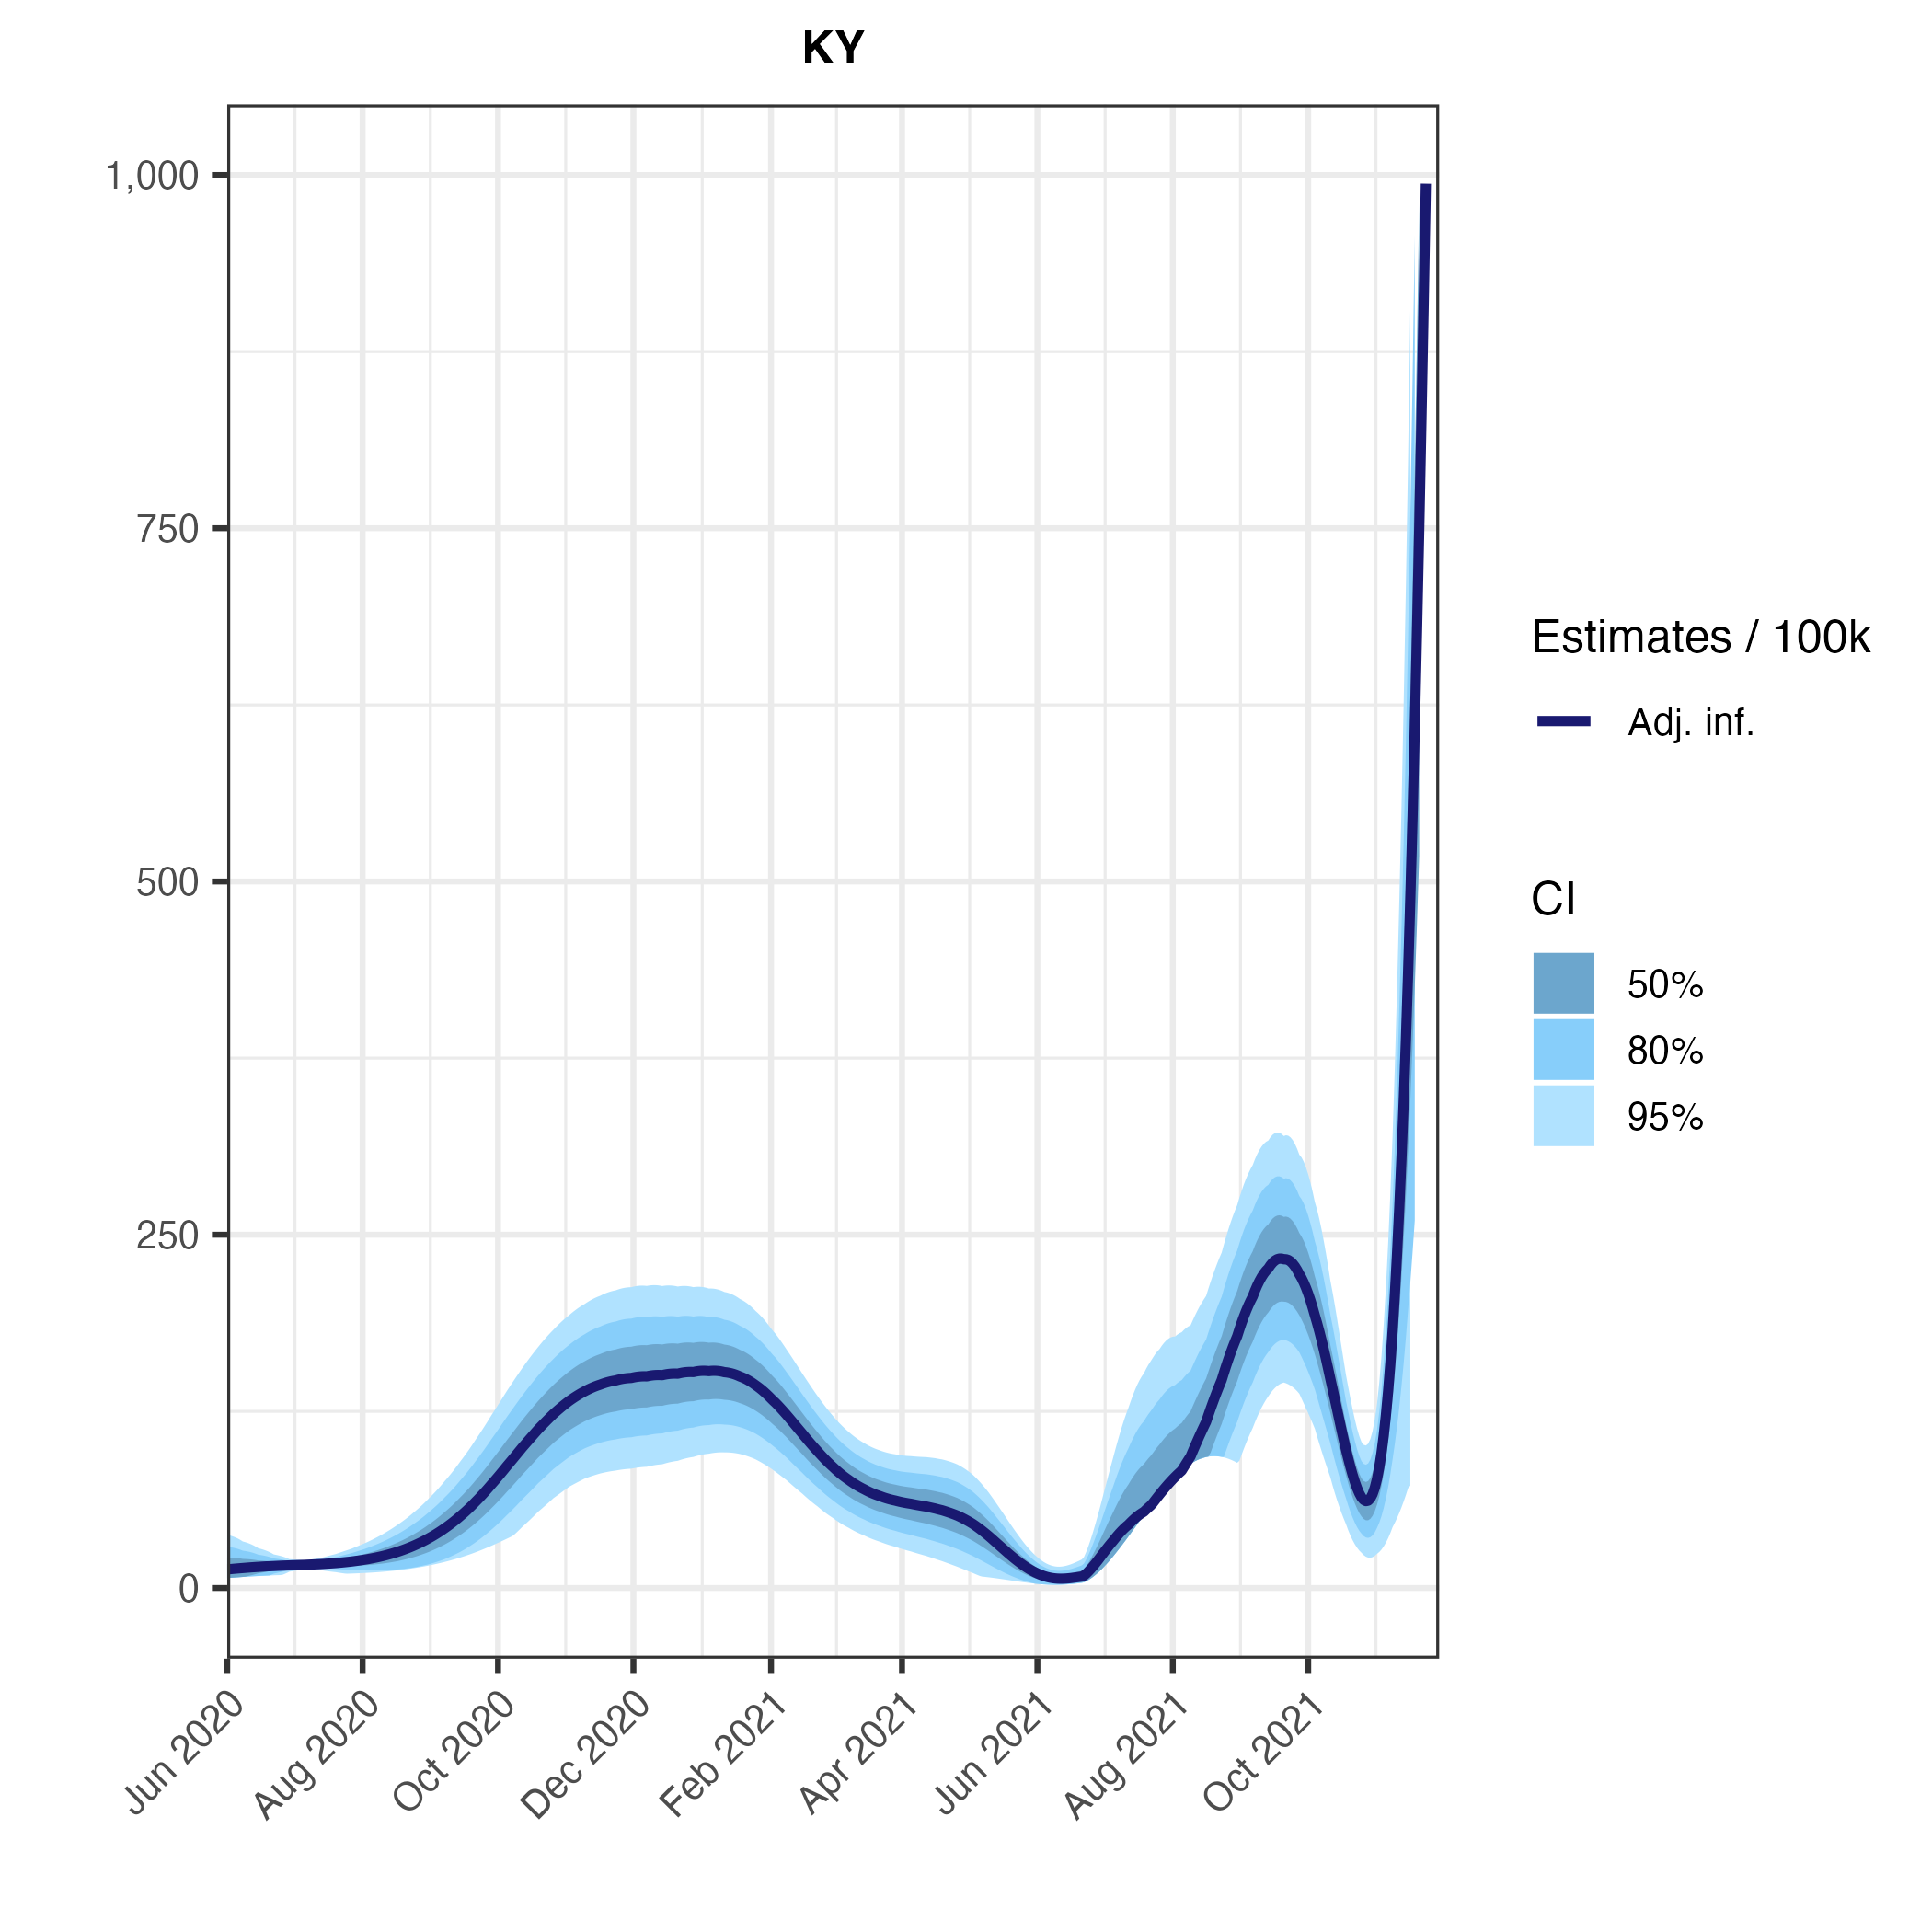 KY
1,000
750
500
250
0
Jun 2020
Aug 2020
Oct 2020
Dec 2020
Feb 2021
Apr 2021
Jun 2021
Aug 2021
Oct 2021
Estimates / 100k
Adj. inf.
CI
50%
80%
95%